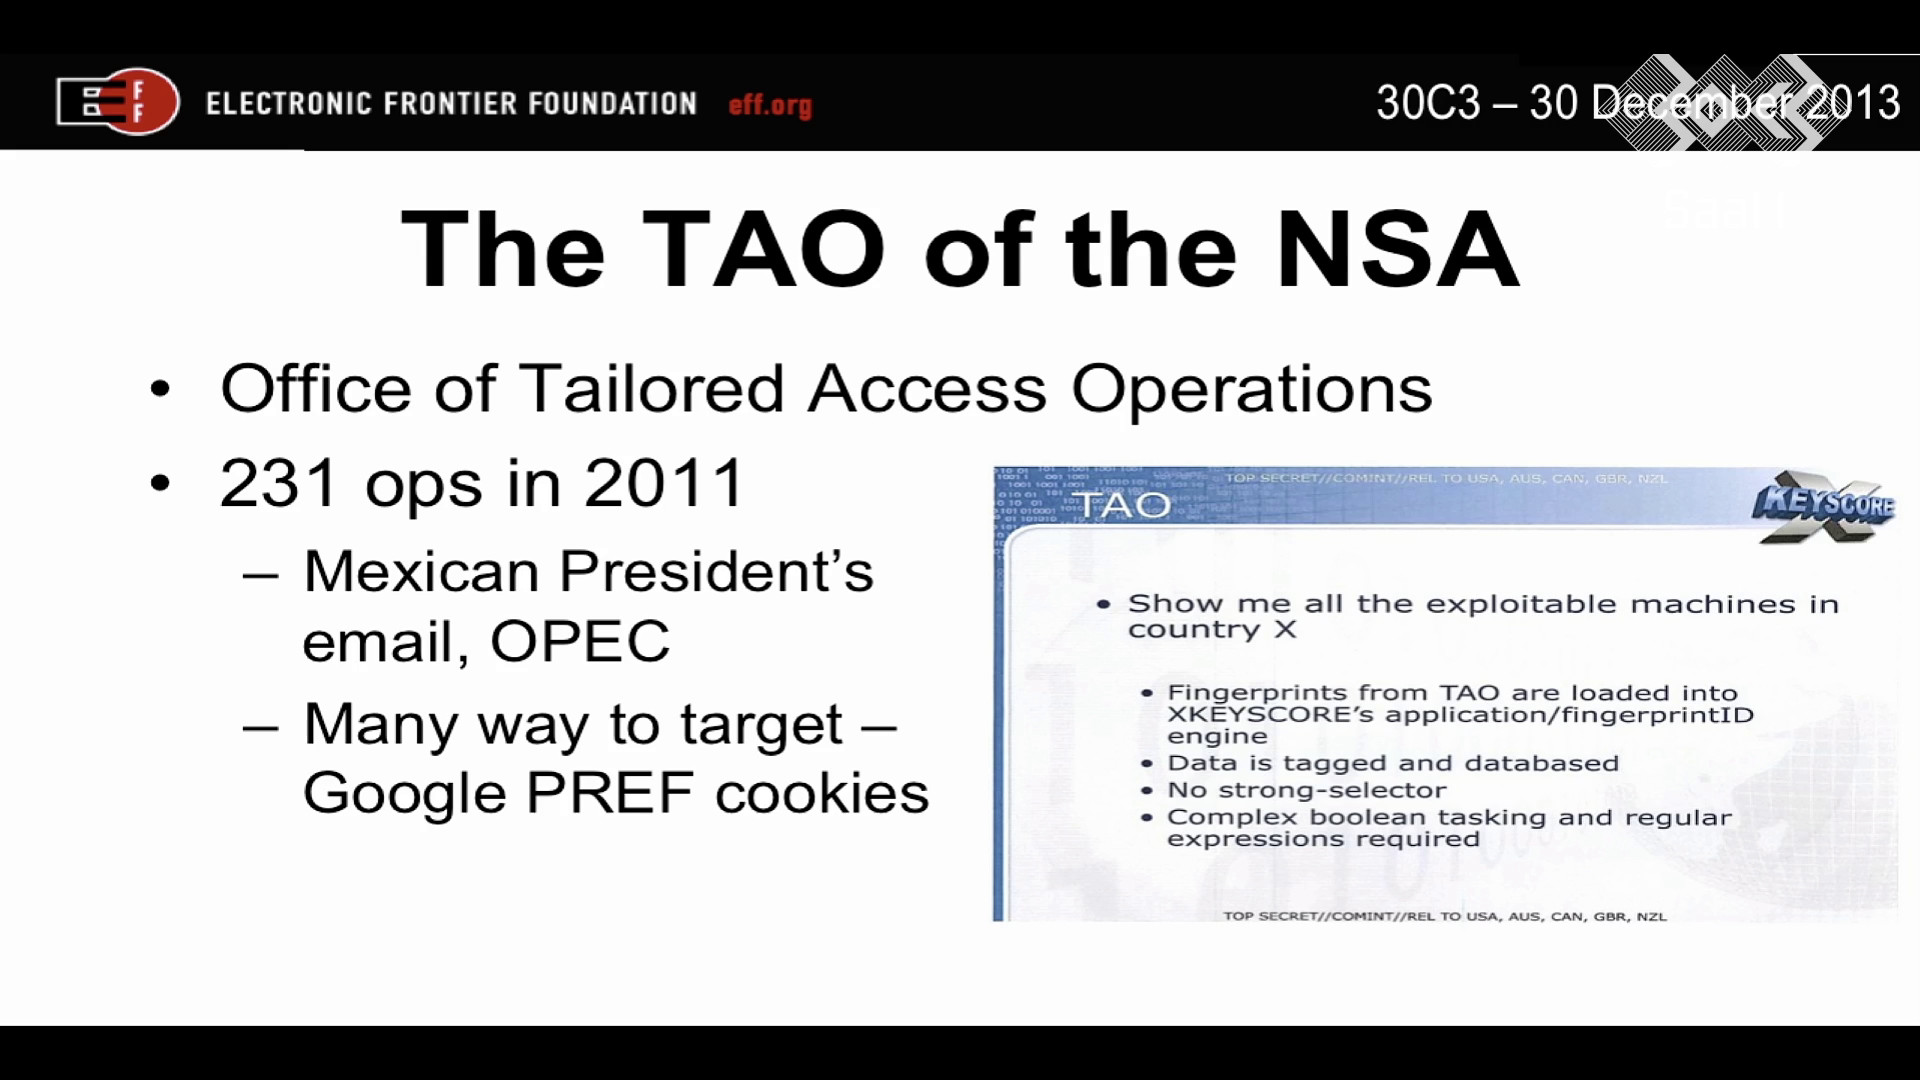 EFF
ELECTRONIC FRONTIER FOUNDATION eff.org
30C3 – 30 December 2013
The TAO of the NSA
• Office of Tailored Access Operations
• 231 ops in 2011
– Mexican President’s
email, OPEC
– Many way to target –
Google PREF cookies
TOP SECRET//COMINT//REL TO USA, AUS, CAN, GBR, NZL
TAO
XKEYSCORE
• Show me all the exploitable machines in
country X
• Fingerprints from TAO are loaded into
XKEYSCORE’s application/fingerprintID
engine
• Data is tagged and databased
• No strong-selector
• Complex boolean tasking and regular
expressions required
TOP SECRET//COMINT//REL TO USA, AUS, CAN, GBR, NZL